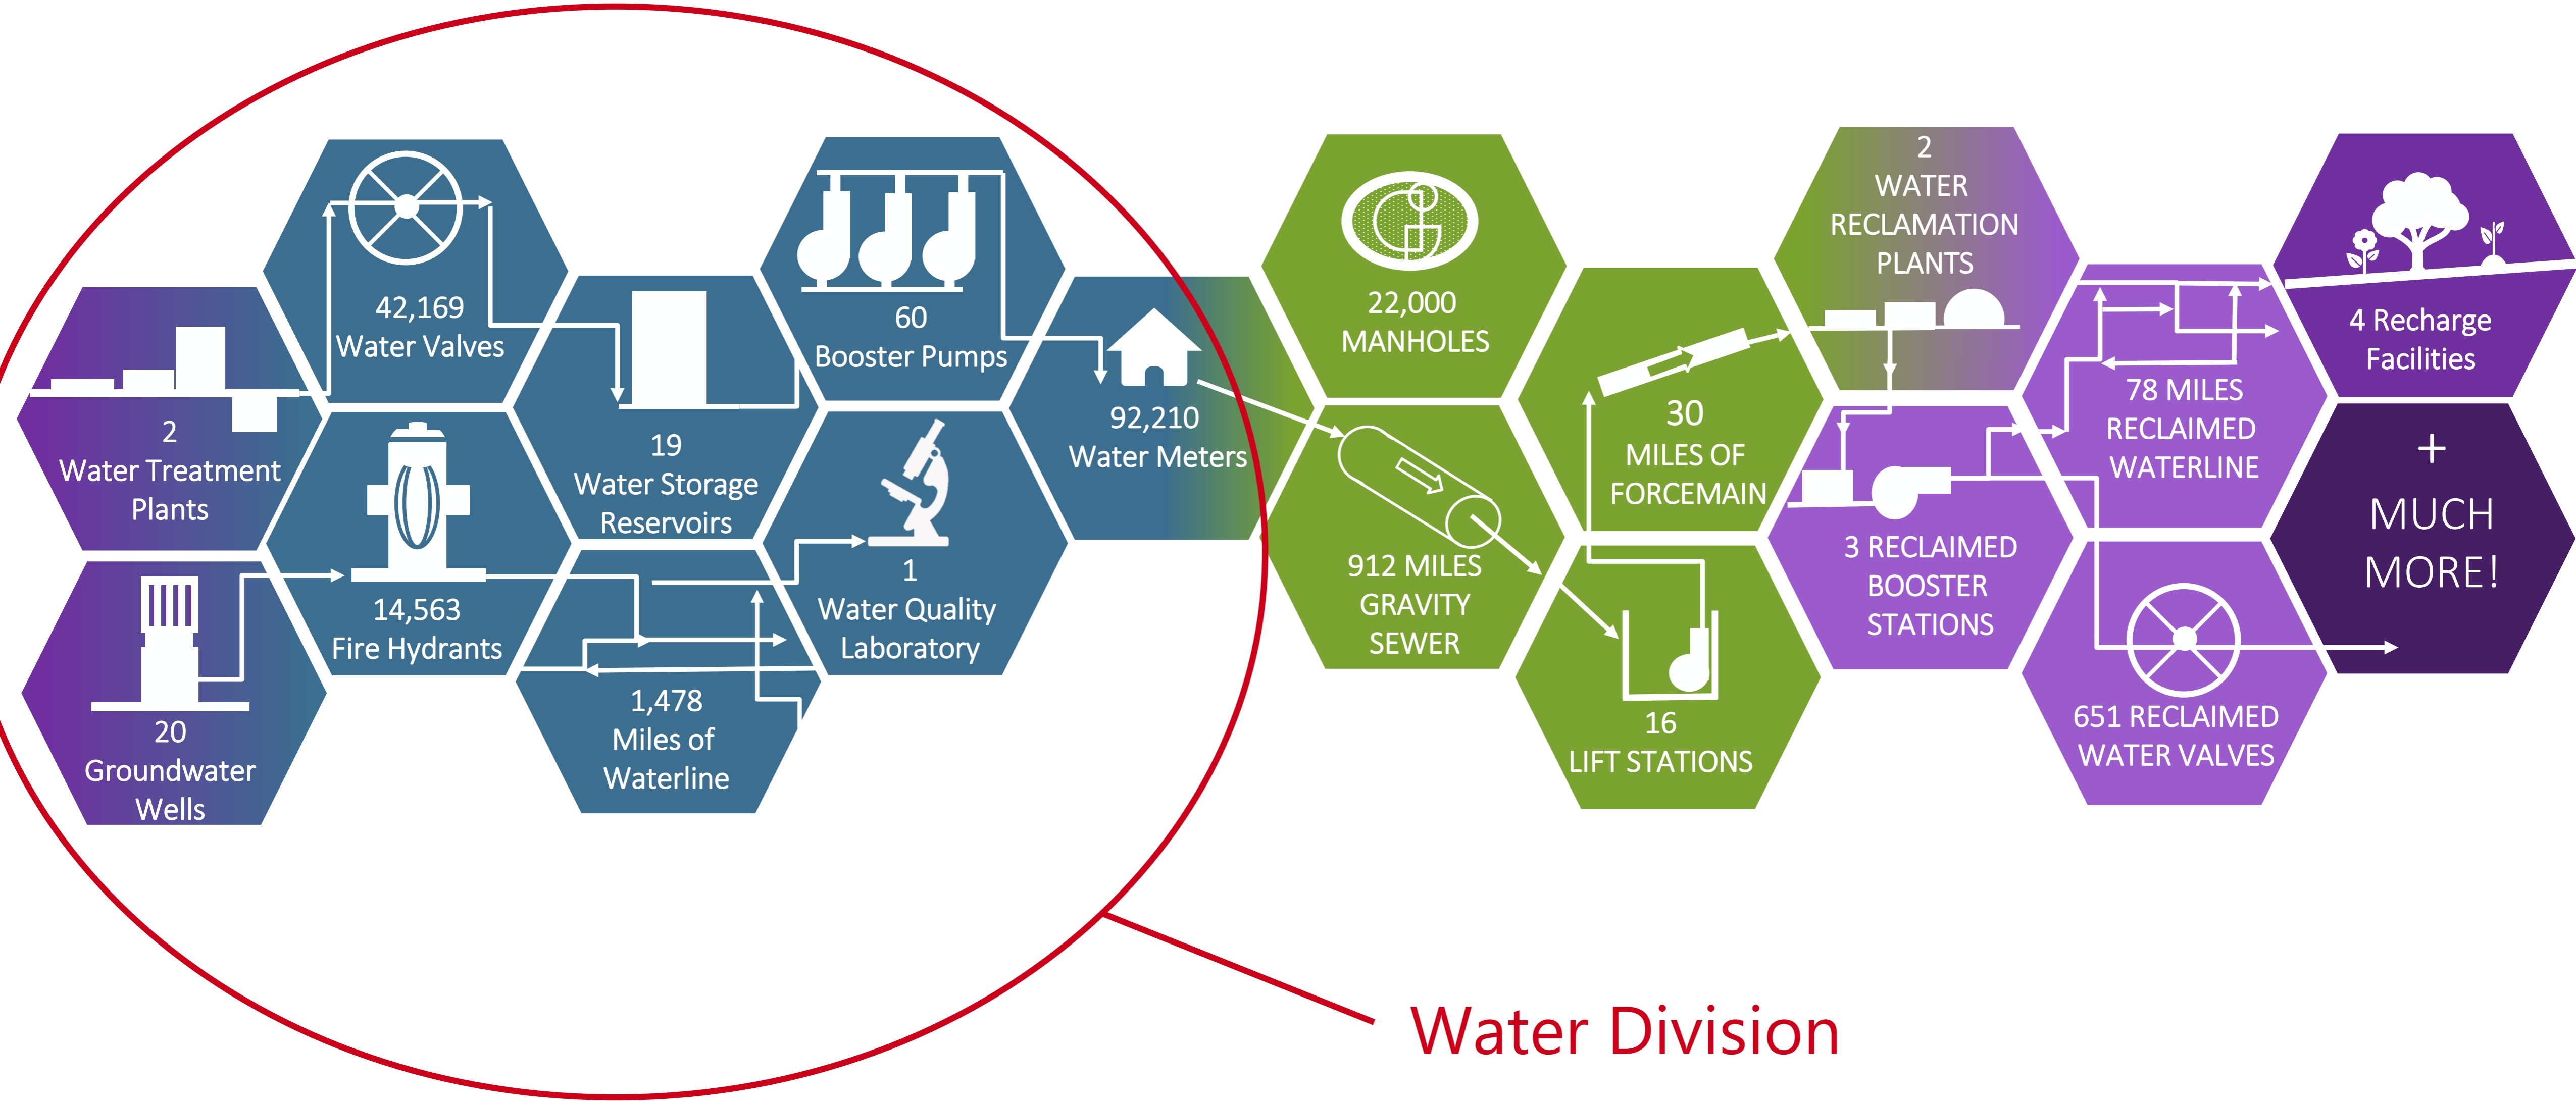 2
Water Treatment
Plants
20
Groundwater
Wells
42,169
Water Valves
14,563
Fire Hydrants
19
Water Storage
Reservoirs
1,478
Miles of
Waterline
60
Booster Pumps
1
Water Quality
Laboratory
92,210
Water Meters
22,000
MANHOLES
912 MILES
GRAVITY
SEWER
30
MILES OF
FORCEMAIN
16
LIFT STATIONS
2
WATER
RECLAMATION
PLANTS
3 RECLAIMED
BOOSTER
STATIONS
78 MILES
RECLAIMED
WATERLINE
651 RECLAIMED
WATER VALVES
4 Recharge
Facilities
+
MUCH
MORE!
Water Division